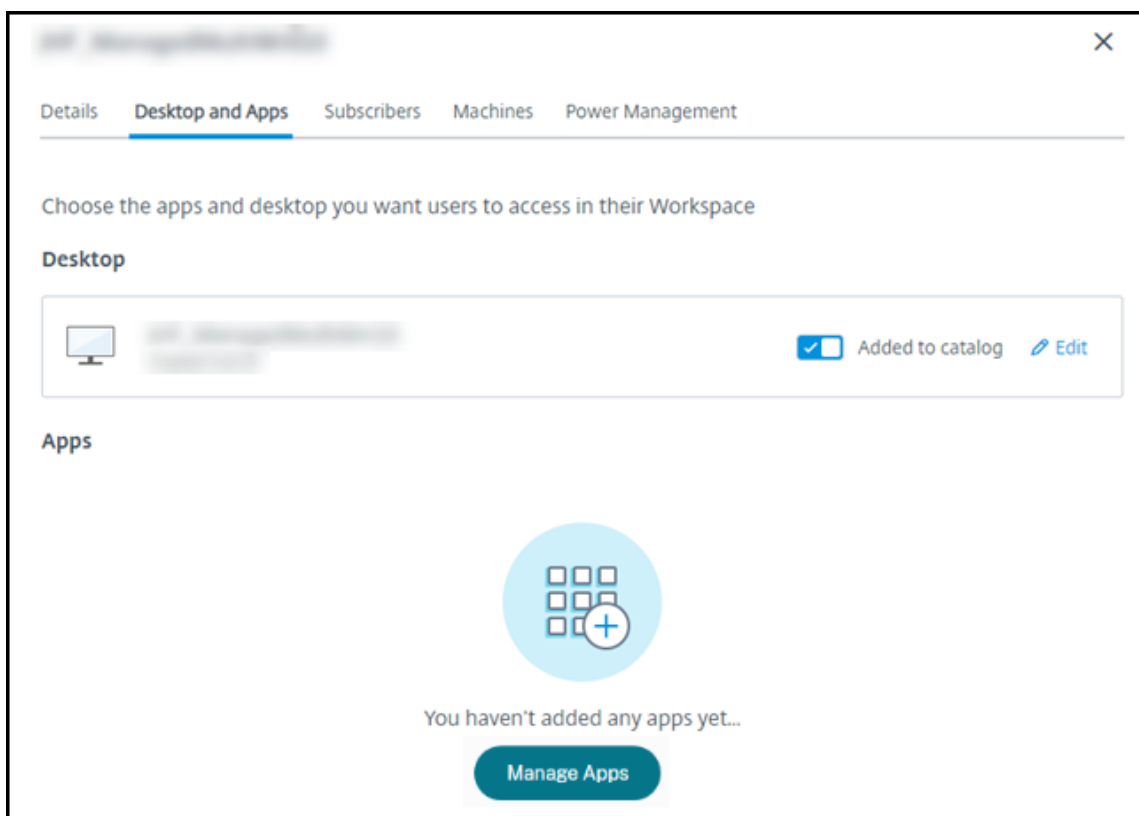 Details Desktop and Apps Subscribers Machines Power Management
Choose the apps and desktop you want users to access in their Workspace
Desktop
Added to catalog Edit
Apps
You haven't added any apps yet...
Manage Apps